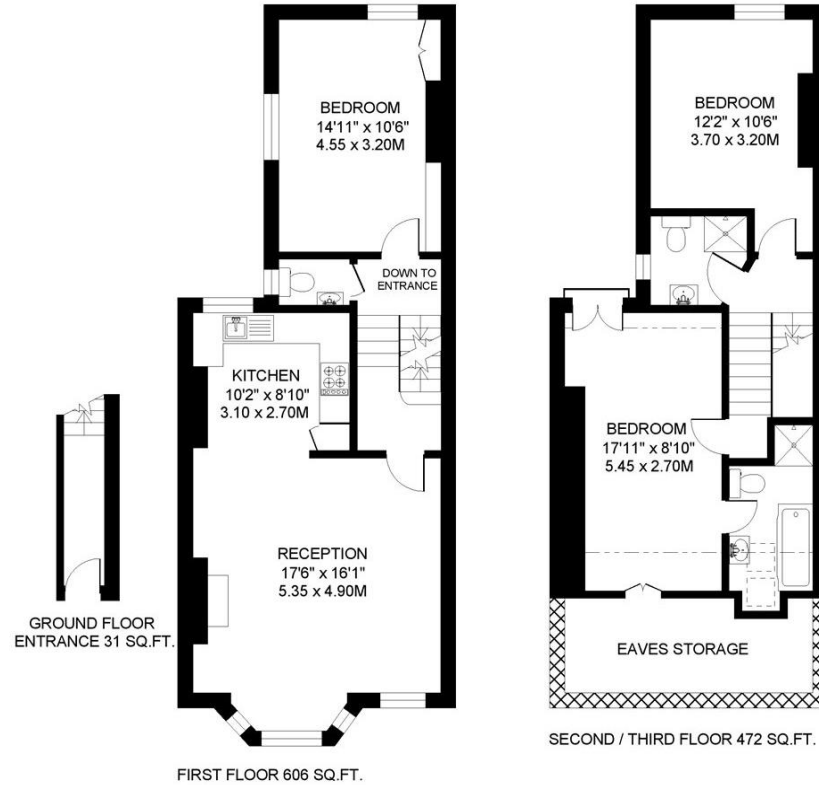 BEDROOM
14'11" x 10'6"
4.55 x 3.20M
DOWN TO
ENTRANCE
KITCHEN
10'2" x 8'10"
3.10 x 2.70M
RECEPTION
17'6" x 16'1"
5.35 x 4.90M
GROUND FLOOR
ENTRANCE 31 SQ.FT.
FIRST FLOOR 606 SQ.FT.
BEDROOM
12'2" x 10'6"
3.70 x 3.20M
BEDROOM
17'11" x 8'10"
5.45 x 2.70M
EAVES STORAGE
SECOND / THIRD FLOOR 472 SQ.FT.